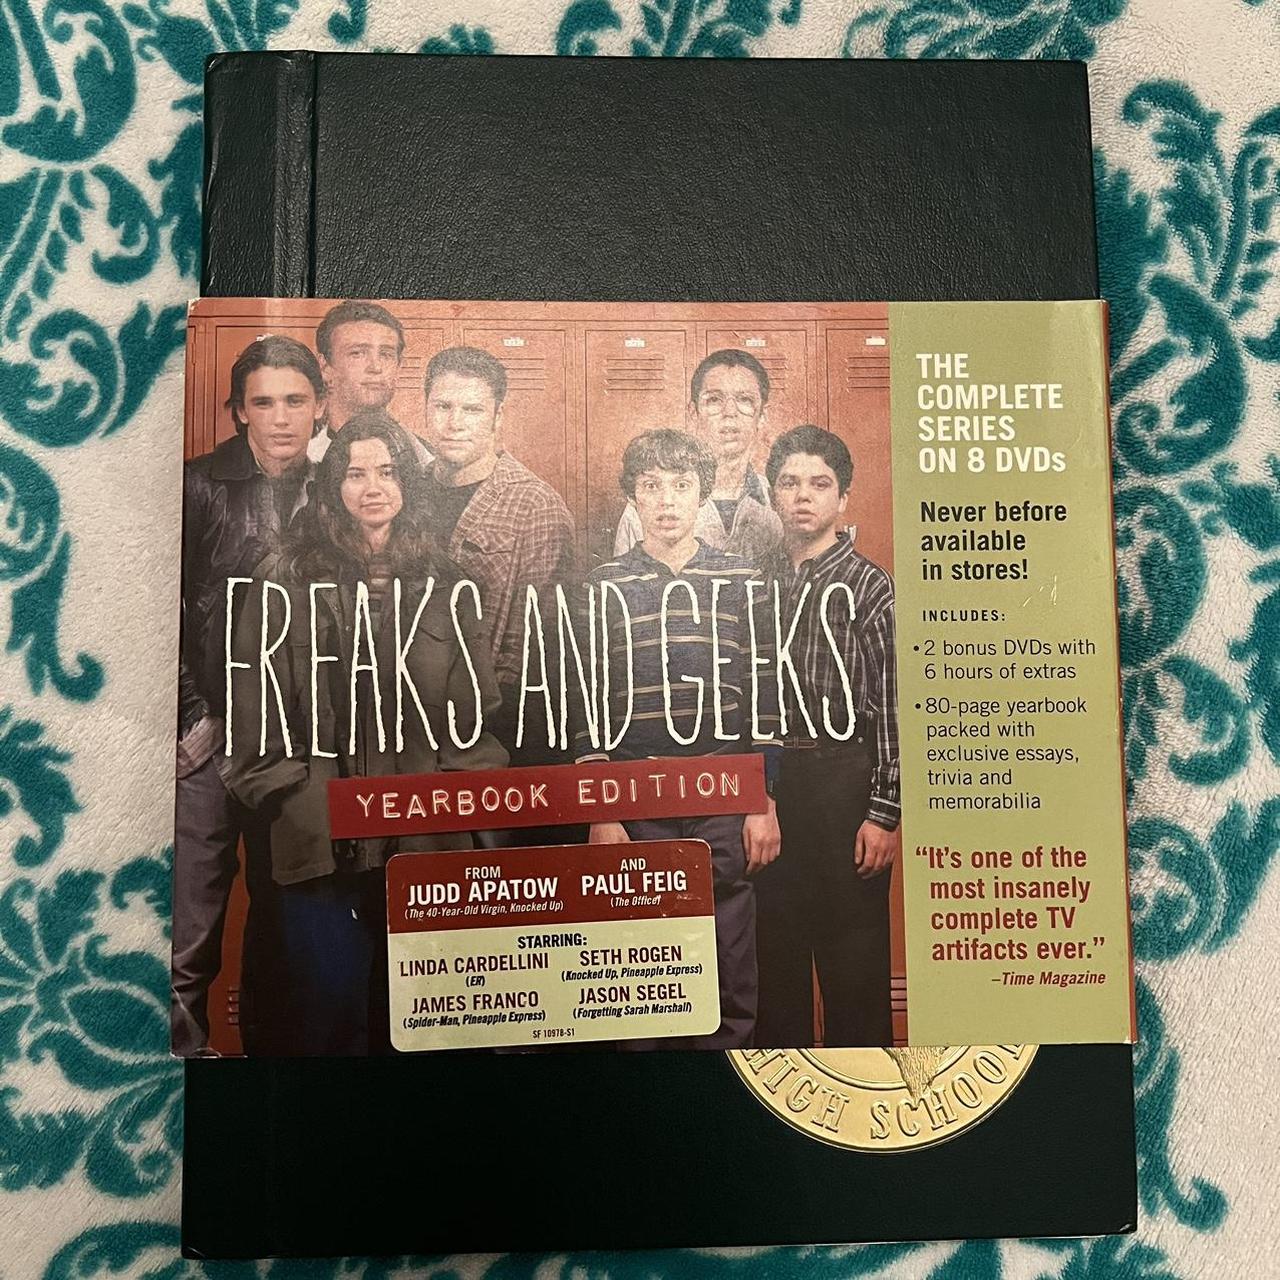 FREAKS AND GEEKS®
YEARBOOK EDITION
FROM
JUDD APATOW
(The 40-Year-Old Virgin, Knocked Up)
AND
PAUL FEIG
(The Office)
STARRING:
LINDA CARDELLINI
(ER)
SETH ROGEN
(Knocked Up, Pineapple Express)
JAMES FRANCO
(Spider-Man, Pineapple Express)
JASON SEGEL
(Forgetting Sarah Marshall)
SF 10978-S1
THE
COMPLETE
SERIES
ON 8 DVDs
Never before
available
in stores!
INCLUDES:
• 2 bonus DVDs with
6 hours of extras
• 80-page yearbook
packed with
exclusive essays,
trivia and
memorabilia
“It’s one of the
most insanely
complete TV
artifacts ever.”
–Time Magazine
HIGH SCHOOL